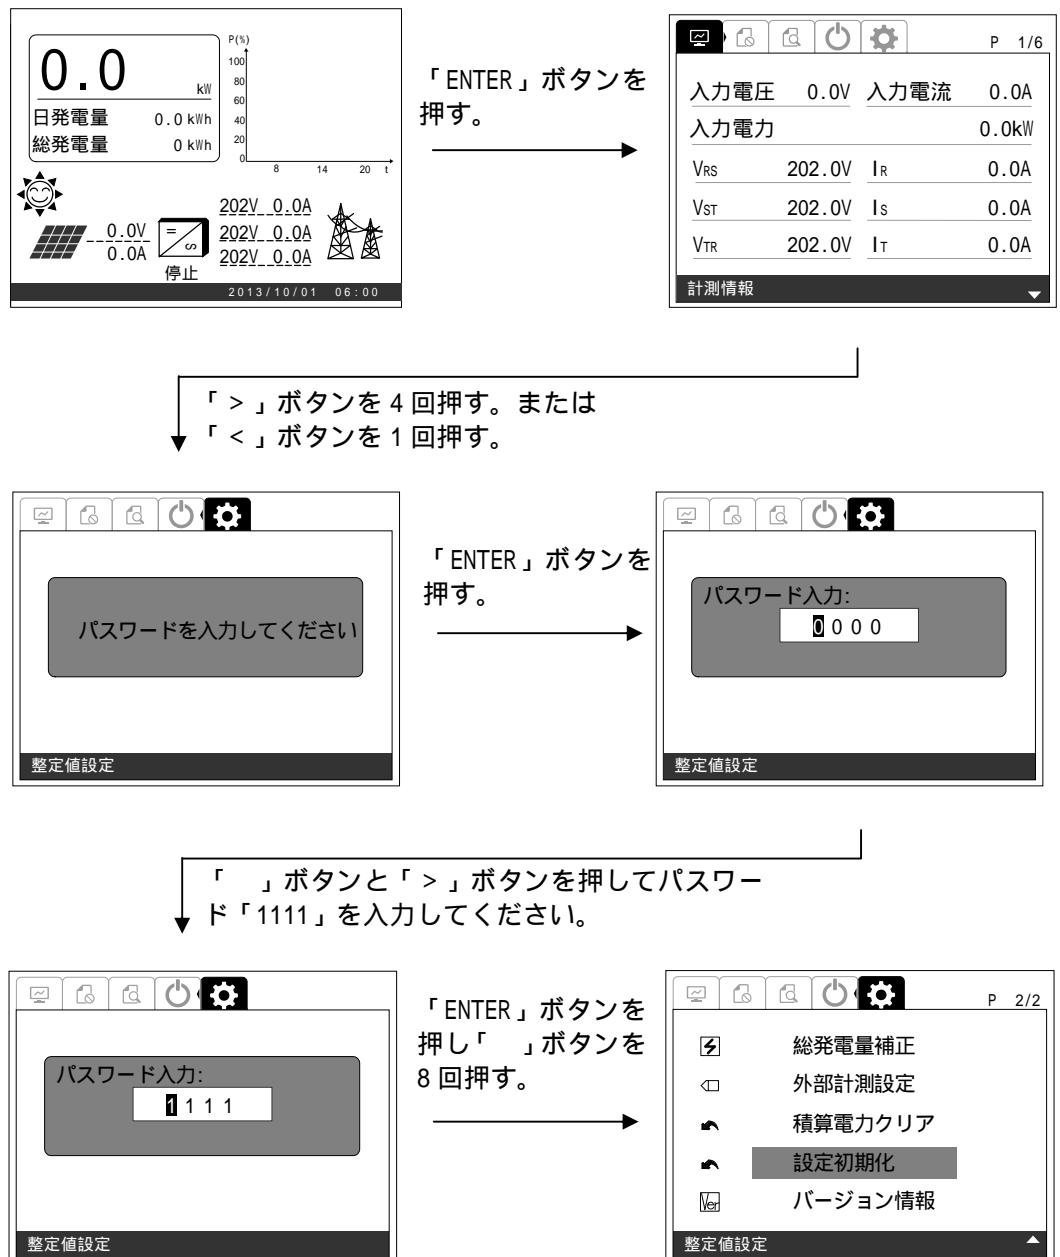 0.0 kW
日発電量 0.0 kWh
総発電量 0 kWh
P(%)
100
80
60
40
20
0
8 14 20 t
0.0V
0.0A
停止
202V 0.0A
202V 0.0A
202V 0.0A
2013/10/01 06:00
「ENTER」ボタンを
押す。
P 1/6
入力電圧 0.0V 入力電流 0.0A
入力電力 0.0kW
VRS 202.0V IR 0.0A
VST 202.0V IS 0.0A
VTR 202.0V IT 0.0A
計測情報
「>」ボタンを4回押す。または
「<」ボタンを1回押す。
パスワードを入力してください
整定値設定
「ENTER」ボタンを
押す。
パスワード入力:
0000
整定値設定
「　」ボタンと「>」ボタンを押してパスワー
ド「1111」を入力してください。
パスワード入力:
1111
整定値設定
「ENTER」ボタンを
押し「　」ボタンを
8回押す。
P 2/2
総発電量補正
外部計測設定
積算電力クリア
設定初期化
Ver バージョン情報
整定値設定